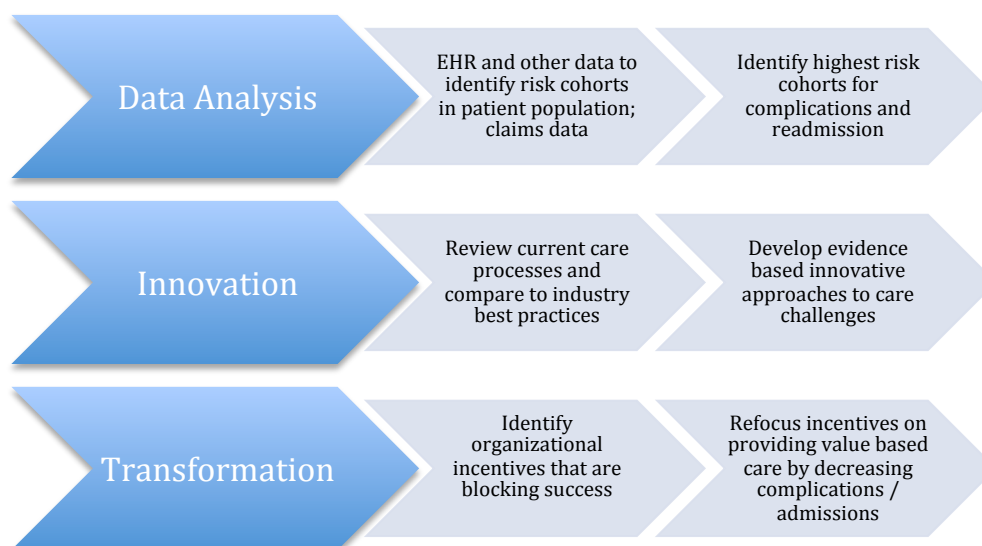 Data Analysis
EHR and other data to
identify risk cohorts
in patient population;
claims data
Identify highest risk
cohorts for
complications and
readmission
Innovation
Review current care
processes and
compare to industry
best practices
Develop evidence
based innovative
approaches to care
challenges
Transformation
Identify
organizational
incentives that are
blocking success
Refocus incentives on
providing value based
care by decreasing
complications /
admissions